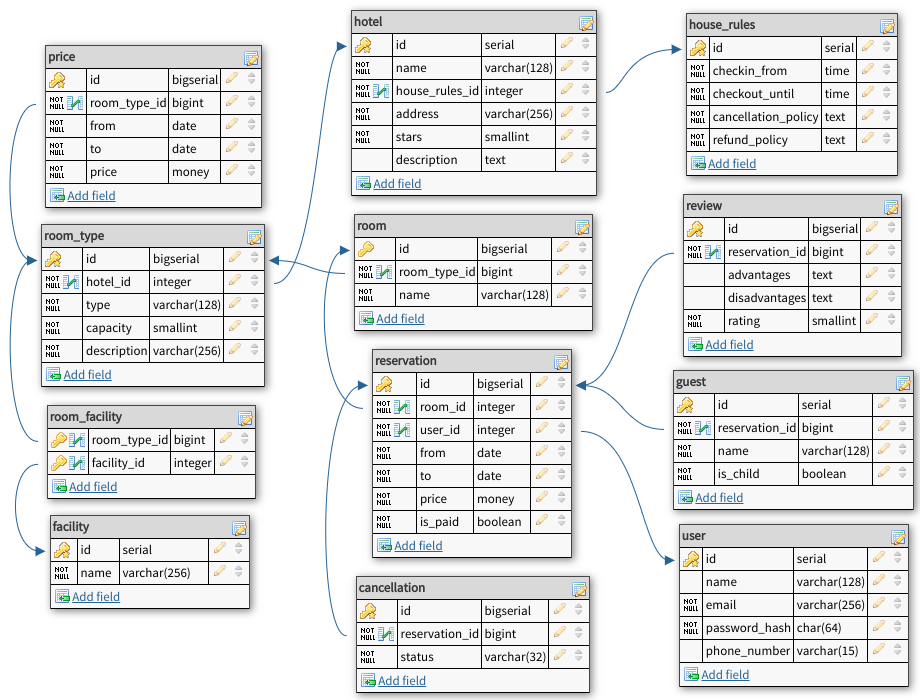 price
id bigserial
NOT NULL room_type_id bigint
NOT NULL from date
NOT NULL to date
NOT NULL price money
Add field
room_type
id bigserial
NOT NULL hotel_id integer
NOT NULL type varchar(128)
NOT NULL capacity smallint
NOT NULL description varchar(256)
Add field
room_facility
room_type_id bigint
facility_id integer
Add field
facility
id serial
NOT NULL name varchar(256)
Add field
hotel
id serial
NOT NULL name varchar(128)
NOT NULL house_rules_id integer
NOT NULL address varchar(256)
NOT NULL stars smallint
description text
Add field
room
id bigserial
NOT NULL room_type_id bigint
NOT NULL name varchar(128)
Add field
reservation
id bigserial
NOT NULL room_id integer
NOT NULL user_id integer
NOT NULL from date
NOT NULL to date
NOT NULL price money
NOT NULL is_paid boolean
Add field
cancellation
id bigserial
NOT NULL reservation_id bigint
NOT NULL status varchar(32)
Add field
house_rules
id serial
NOT NULL checkin_from time
NOT NULL checkout_until time
NOT NULL cancellation_policy text
NOT NULL refund_policy text
Add field
review
id bigserial
NOT NULL reservation_id bigint
advantages text
disadvantages text
NOT NULL rating smallint
Add field
guest
id serial
NOT NULL reservation_id bigint
NOT NULL name varchar(128)
NOT NULL is_child boolean
Add field
user
id serial
name varchar(128)
NOT NULL email varchar(256)
NOT NULL password_hash char(64)
phone_number varchar(15)
Add field